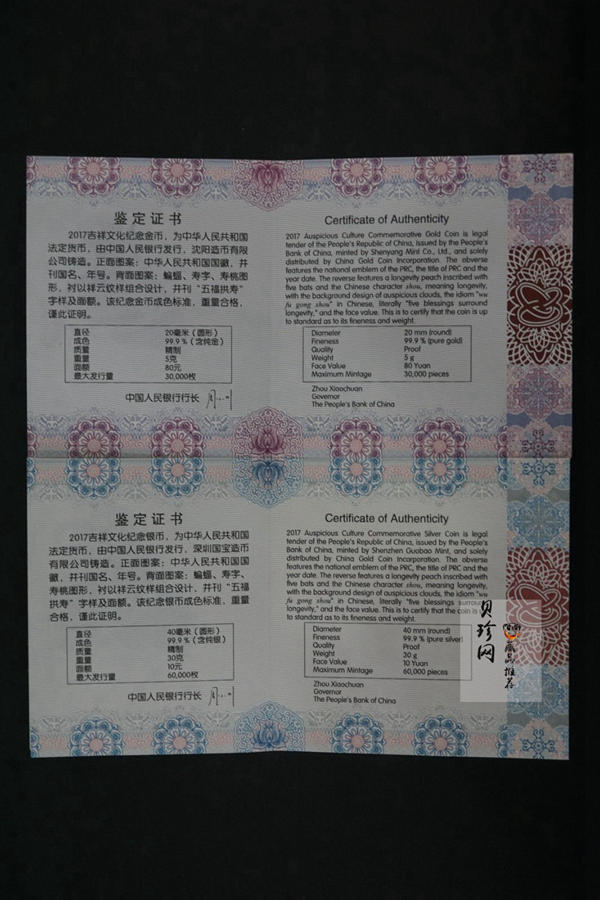 鉴定证书
2017吉祥文化纪念金币，为中华人民共和国
法定货币，由中国人民银行发行，沈阳造币有限
公司铸造。正面图案：中华人民共和国国徽，并
刊国名、年号。背面图案：蝙蝠、寿字、寿桃图
形，衬以祥云纹样组合设计，并刊“五福拱寿”
字样及面额。该纪念金币成色标准，重量合格，
谨此证明。
直径 20毫米（圆形）
成色 99.9％（含纯金）
质量 精制
重量 5克
面额 80元
最大发行量 30,000枚
中国人民银行行长
Certificate of Authenticity
2017 Auspicious Culture Commemorative Gold Coin is legal
tender of the People's Republic of China, issued by the People's
Bank of China, minted by Shenyang Mint Co., Ltd., and solely
distributed by China Gold Coin Incorporation. The obverse
features the national emblem of the PRC, the title of PRC and the
year date. The reverse features a longevity peach inscribed with
five bats and the Chinese character shou, meaning longevity,
with the background design of auspicious clouds, the idiom "wu
fu gong shou" in Chinese, literally "five blessings surround
longevity," and the face value. This is to certify that the coin is up
to standard as to its fineness and weight.
Diameter 20 mm (round)
Fineness 99.9 % (pure gold)
Quality Proof
Weight 5 g
Face Value 80 Yuan
Maximum Mintage 30,000 pieces
Zhou Xiaochuan
Governor
The People's Bank of China
鉴定证书
2017吉祥文化纪念银币，为中华人民共和国
法定货币，由中国人民银行发行，深圳国宝造币
有限公司铸造。正面图案：中华人民共和国国
徽，并刊国名、年号。背面图案：蝙蝠、寿字、
寿桃图形，衬以祥云纹样组合设计，并刊“五福
拱寿”字样及面额。该纪念银币成色标准，重量
合格，谨此证明。
直径 40毫米（圆形）
成色 99.9％（含纯银）
质量 精制
重量 30克
面额 10元
最大发行量 60,000枚
中国人民银行行长
Certificate of Authenticity
2017 Auspicious Culture Commemorative Silver Coin is legal
tender of the People's Republic of China, issued by the People's
Bank of China, minted by Shenzhen Guobao Mint, and solely
distributed by China Gold Coin Incorporation. The obverse
features the national emblem of the PRC, the title of PRC and the
year date. The reverse features a longevity peach inscribed with
five bats and the Chinese character shou, meaning longevity,
with the background design of auspicious clouds, the idiom "wu
fu gong shou" in Chinese, literally "five blessings surround
longevity," and the face value. This is to certify that the coin is up
to standard as to its fineness and weight.
Diameter 40 mm (round)
Fineness 99.9 % (pure silver)
Quality Proof
Weight 30 g
Face Value 10 Yuan
Maximum Mintage 60,000 pieces
Zhou Xiaochuan
Governor
The People's Bank of China
贝珍网
藏品推荐